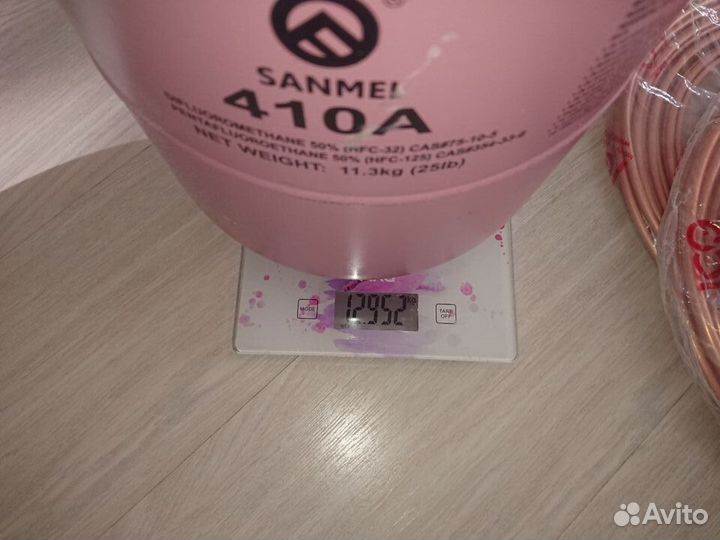 ®
SANMEI
410A
DIFLUOROMETHANE 50% (HFC-32) CAS#75-10-5
PENTAFLUOROETHANE 50% (HFC-125) CAS#354-33-6
NET WEIGHT: 11.3kg (25lb)
MODE
12952 kg
TARE
OFF
Avito